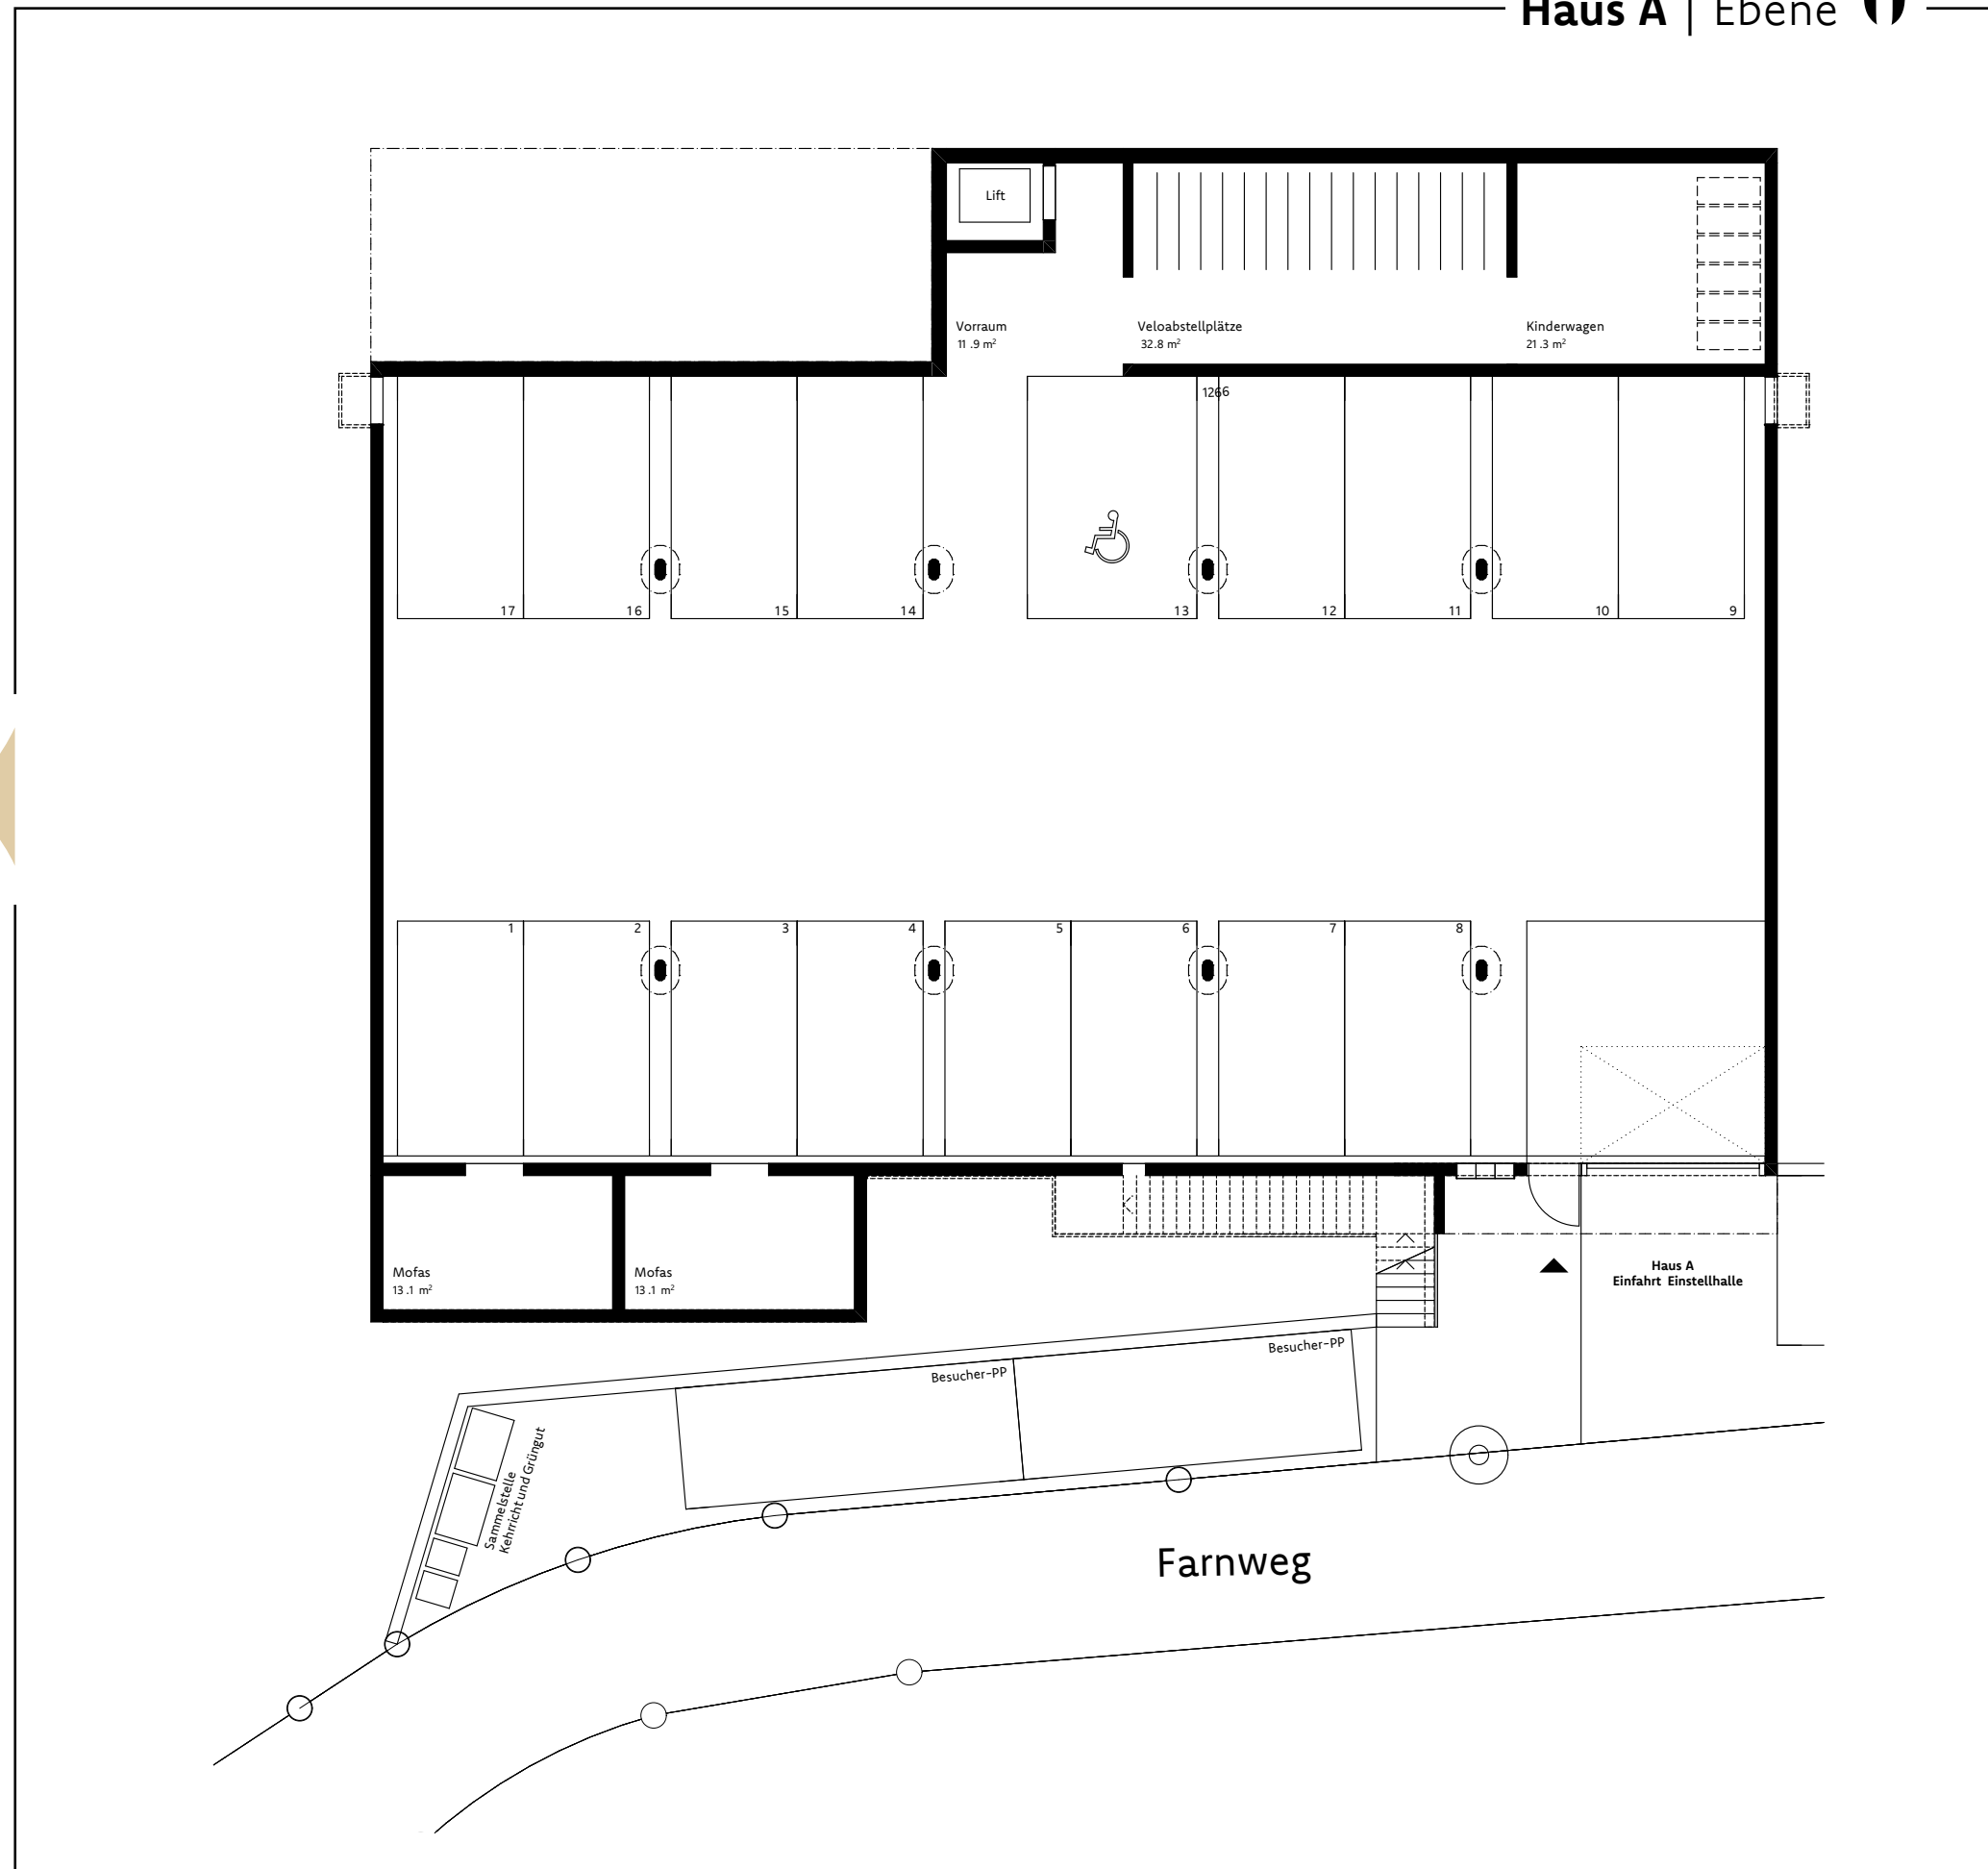 Haus A | Ebene 0
Lift
Vorraum
11 .9 m²
Veloabstellplätze
32.8 m²
Kinderwagen
21 .3 m²
17
16
15
14
13
12
11
10
9
1
2
3
4
5
6
7
8
Mofas
13 .1 m²
Mofas
13 .1 m²
Haus A
Einfahrt Einstellhalle
Besucher-PP
Besucher-PP
Sammelstelle
Kehrricht und Grüngut
Farnweg